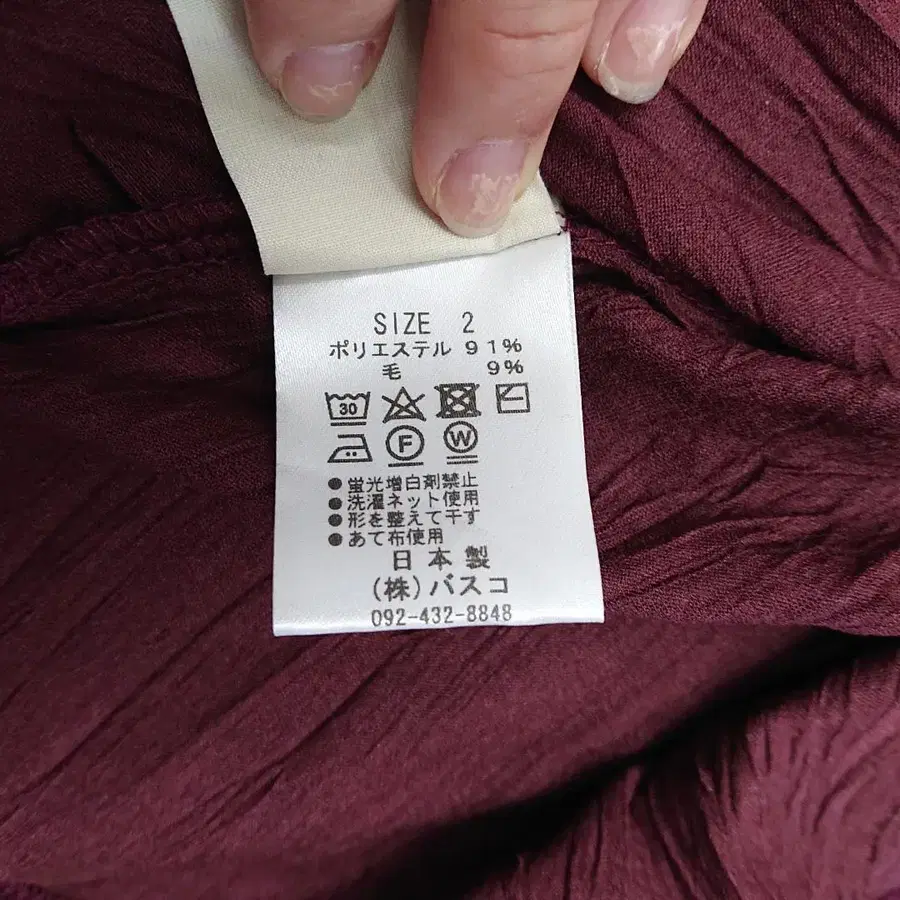 SIZE 2
ポリエステル 91%
毛 9%
30
F W
●蛍光増白剤禁止
●洗濯ネット使用
●形を整えて干す
●あて布使用
日本製
(株)バスコ
092-432-8848